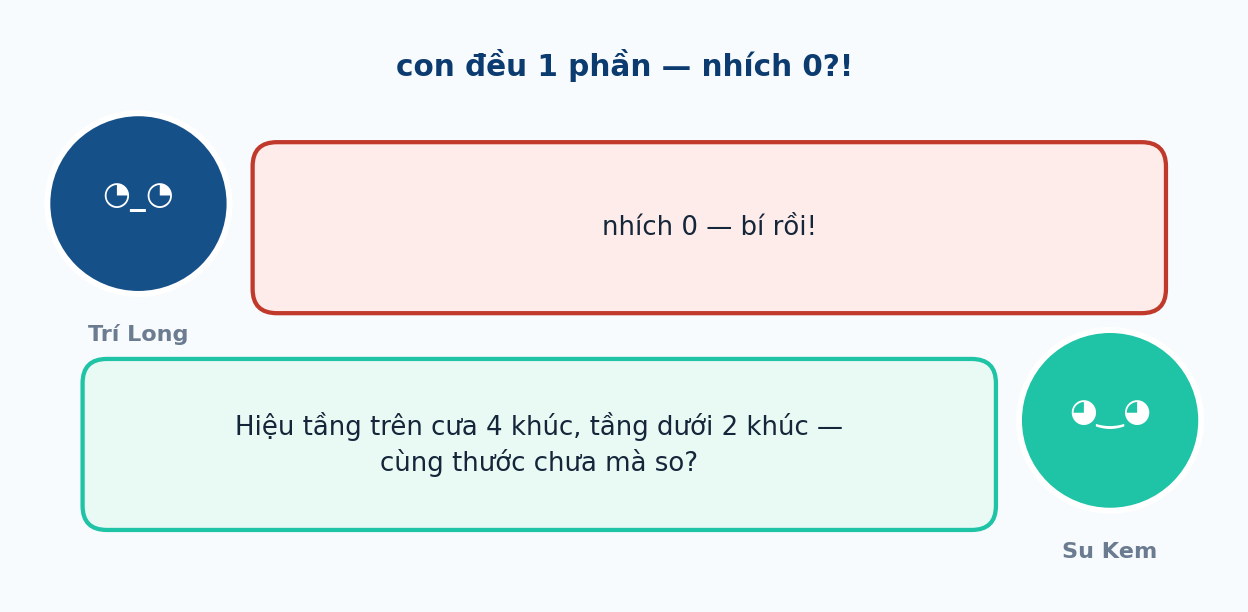 con đều 1 phần — nhích 0?!
nhích 0 — bí rồi!
Trí Long
Hiệu tầng trên cưa 4 khúc, tầng dưới 2 khúc —
cùng thước chưa mà so?
Su Kem